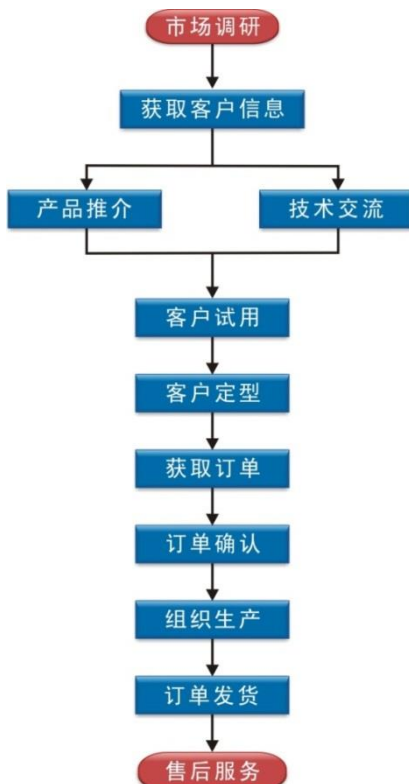 市场调研
获取客户信息
产品推介
技术交流
客户试用
客户定型
获取订单
订单确认
组织生产
订单发货
售后服务